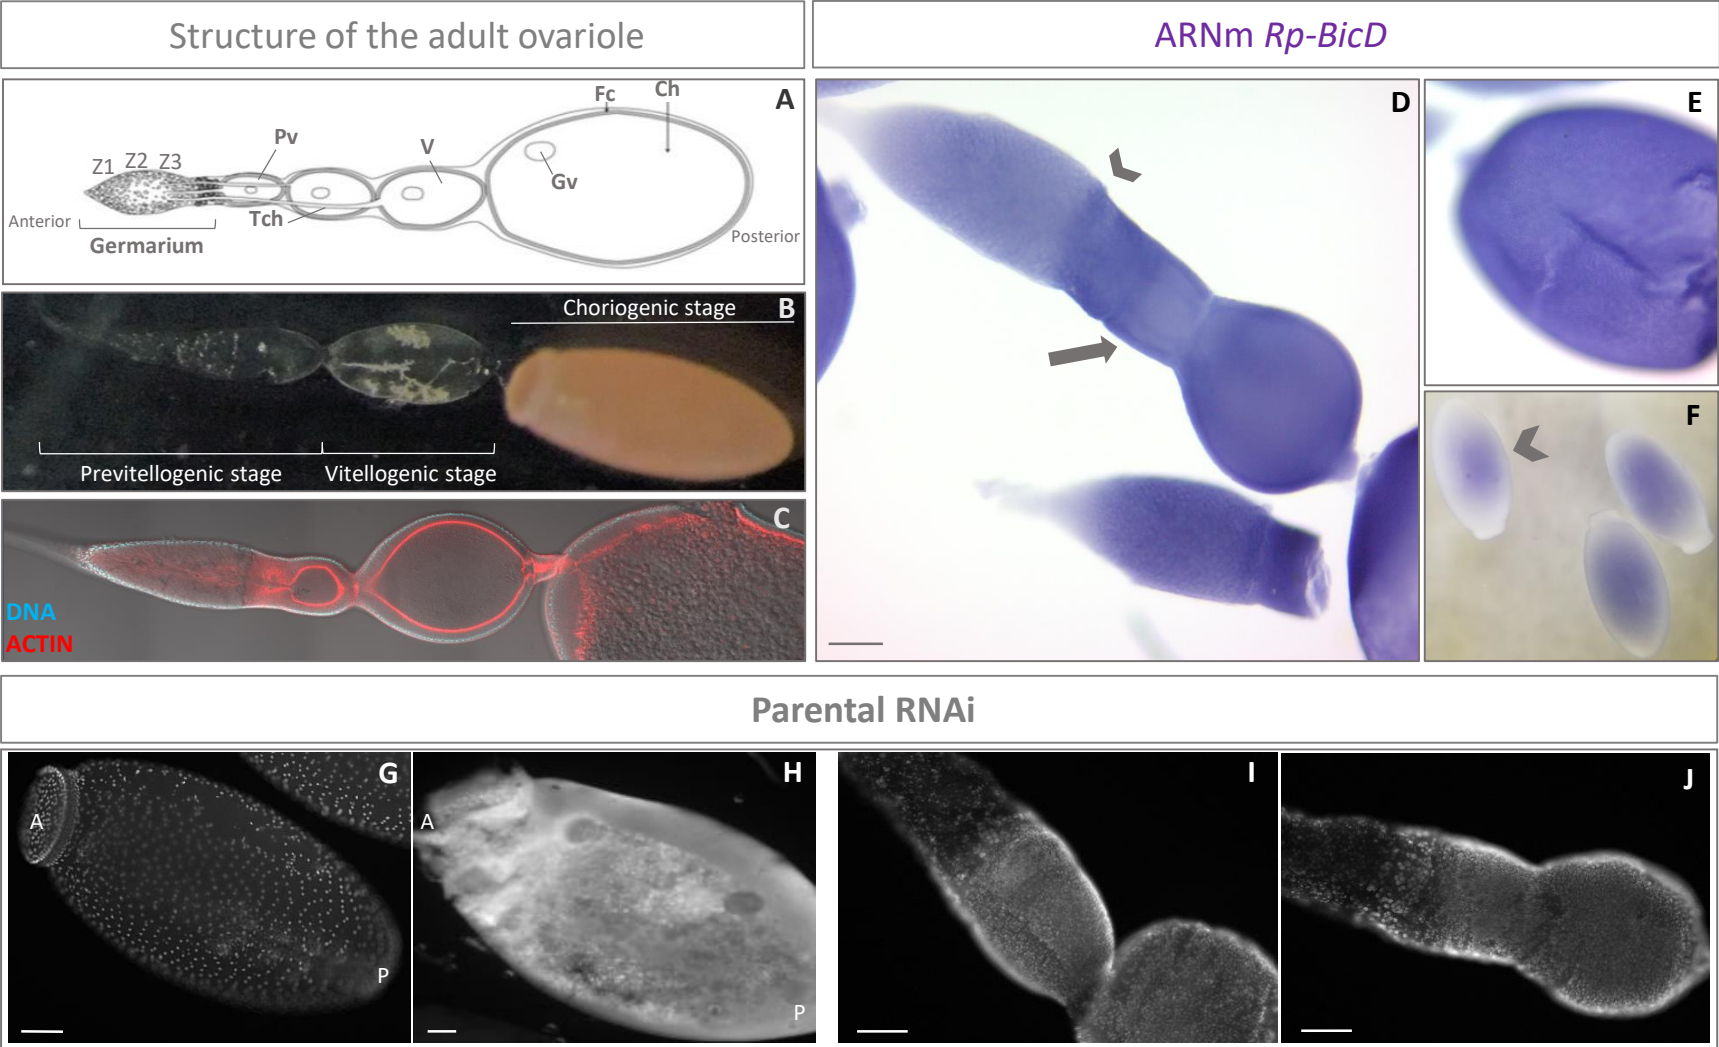 Structure of the adult ovariole
ARNm Rp-BicD
A
Fc
Ch
Pv
V
Z1 Z2 Z3
Gv
Tch
Anterior
Germarium
Posterior
B
Choriogenic stage
Previtellogenic stage
Vitellogenic stage
C
DNA
ACTIN
D
E
F
Parental RNAi
G
A
P
H
A
P
I
J